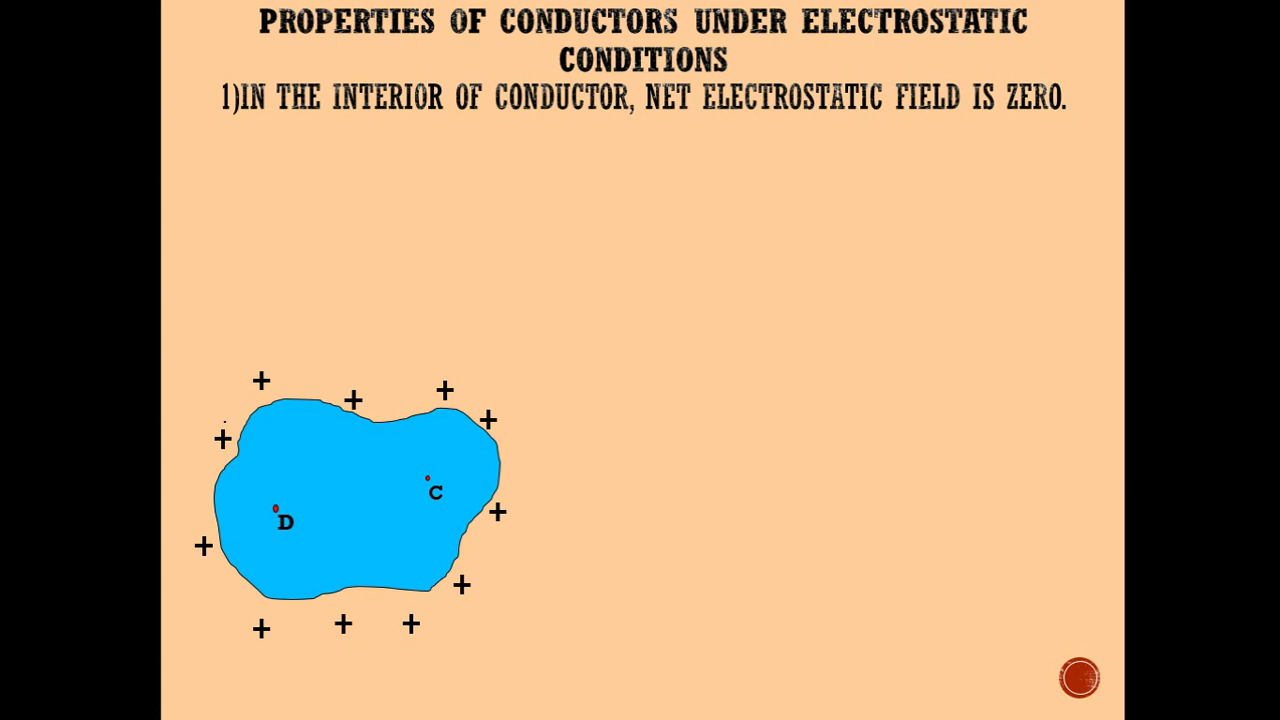 PROPERTIES OF CONDUCTORS UNDER ELECTROSTATIC
CONDITIONS
1)IN THE INTERIOR OF CONDUCTOR, NET ELECTROSTATIC FIELD IS ZERO.
+
+
+
+
+
C
D
+
+
+
+
+
+